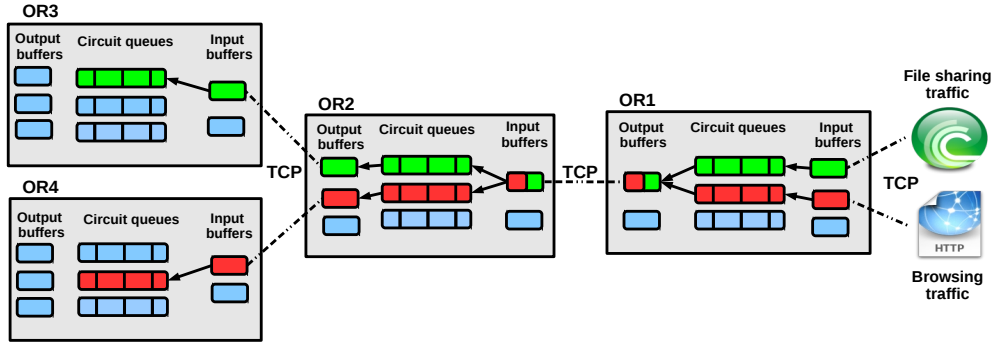 OR3
Output buffers
Circuit queues
Input buffers
OR4
Output buffers
Circuit queues
Input buffers
TCP
OR2
Output buffers
Circuit queues
Input buffers
TCP
OR1
Output buffers
Circuit queues
Input buffers
TCP
File sharing traffic
HTTP
Browsing traffic